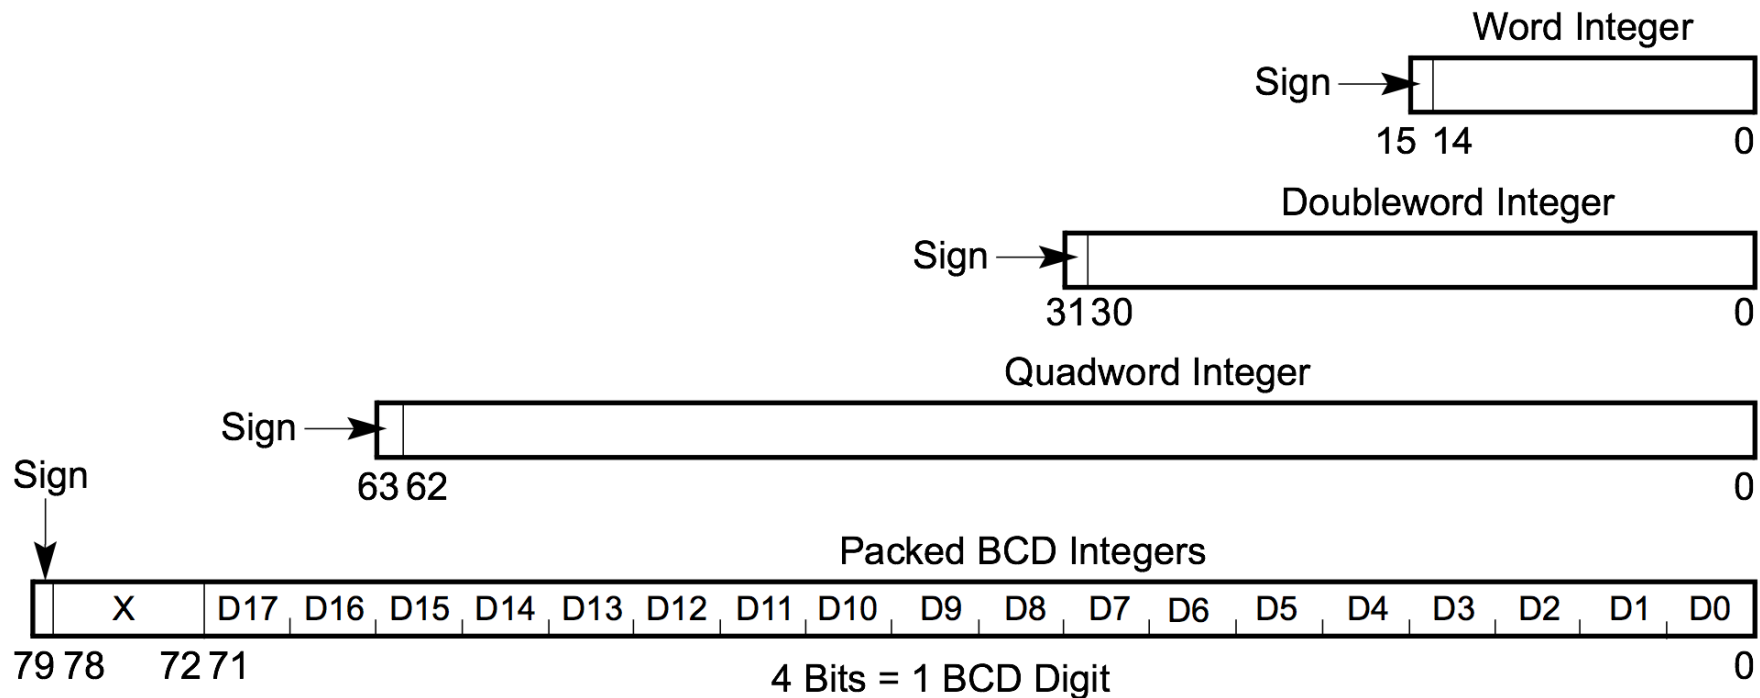 Word Integer
Sign
15 14 0
Doubleword Integer
Sign
31 30 0
Quadword Integer
Sign
63 62 0
Sign
Packed BCD Integers
X D17 D16 D15 D14 D13 D12 D11 D10 D9 D8 D7 D6 D5 D4 D3 D2 D1 D0
79 78 72 71 0
4 Bits = 1 BCD Digit